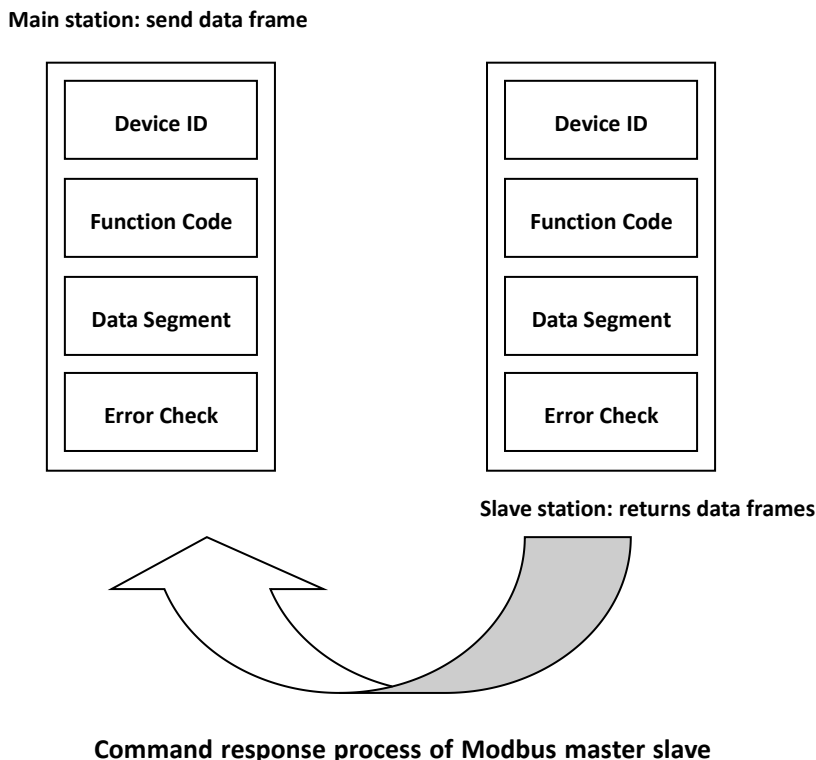 Main station: send data frame
Device ID
Function Code
Data Segment
Error Check
Device ID
Function Code
Data Segment
Error Check
Slave station: returns data frames
Command response process of Modbus master slave